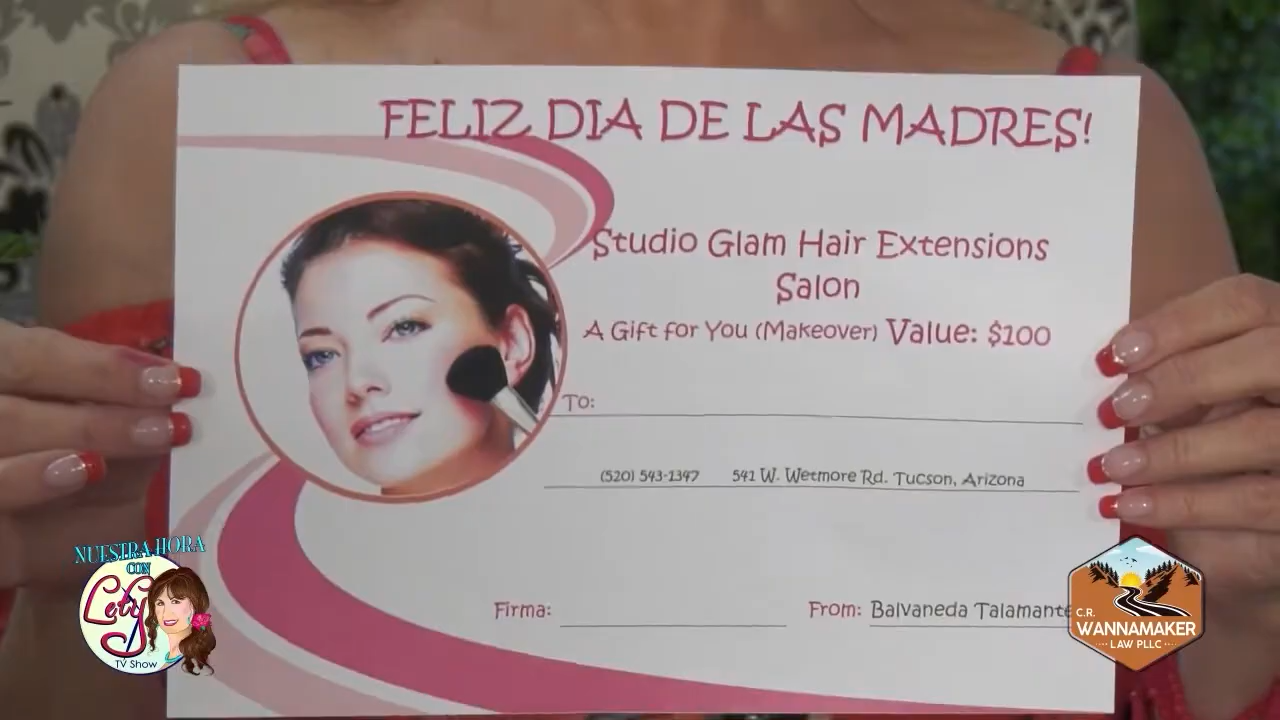 FELIZ DIA DE LAS MADRES!
Studio Glam Hair Extensions
Salon
A Gift for You (Makeover) Value: $100
To:
(520) 543-1347 541 W. Wetmore Rd. Tucson, Arizona
Firma: From: Balvaneda Talamante
NUESTRA HORA
CON
Lety
TV Show
C.R.
WANNAMAKER
LAW PLLC